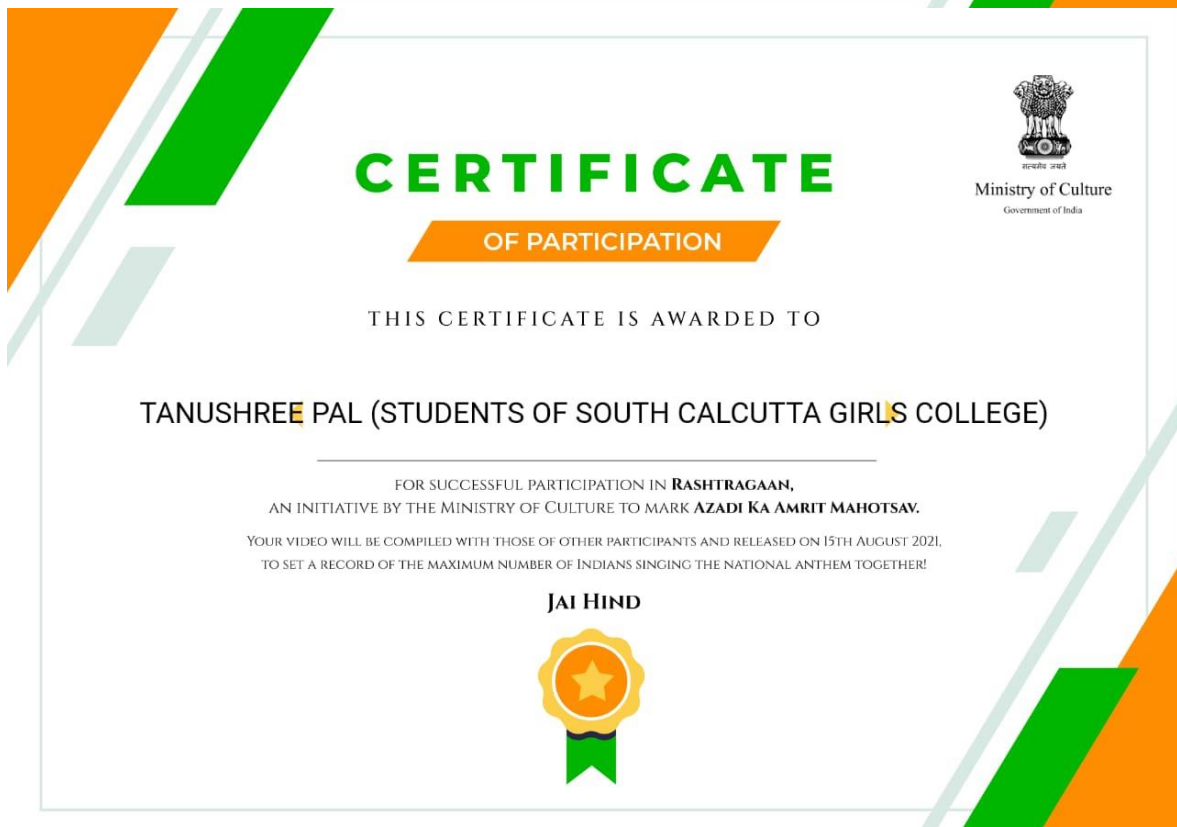 CERTIFICATE
OF PARTICIPATION
सत्यमेव जयते
Ministry of Culture
Government of India
THIS CERTIFICATE IS AWARDED TO
TANUSHREE PAL (STUDENTS OF SOUTH CALCUTTA GIRLS COLLEGE)
FOR SUCCESSFUL PARTICIPATION IN RASHTRAGAAN,
AN INITIATIVE BY THE MINISTRY OF CULTURE TO MARK AZADI KA AMRIT MAHOTSAV.
YOUR VIDEO WILL BE COMPILED WITH THOSE OF OTHER PARTICIPANTS AND RELEASED ON 15TH AUGUST 2021,
TO SET A RECORD OF THE MAXIMUM NUMBER OF INDIANS SINGING THE NATIONAL ANTHEM TOGETHER!
JAI HIND